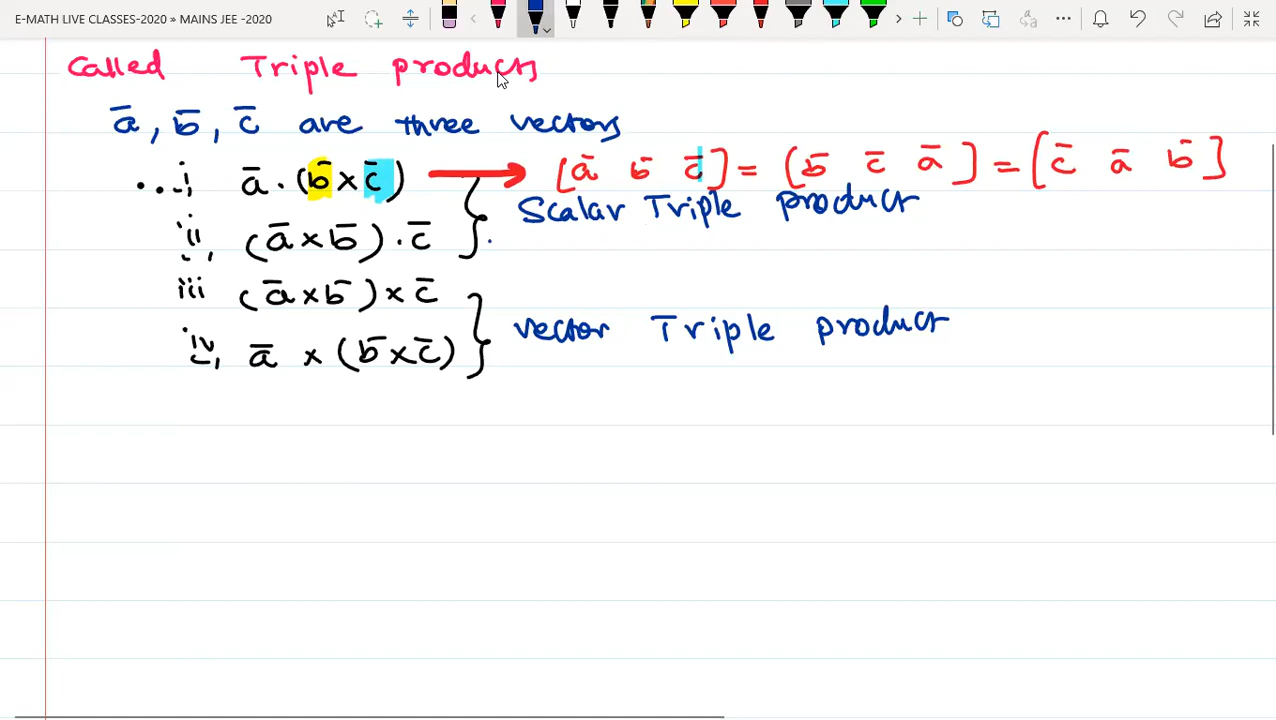 E-MATH LIVE CLASSES-2020 » MAINS JEE -2020
Called Triple products
a̅, b̅, c̅ are three vectors
i, a̅ · (b̅ × c̅) → [a̅ b̅ c̅] = [b̅ c̅ a̅] = [c̅ a̅ b̅]
Scalar Triple product
ii, (a̅ × b̅) · c̅
iii (a̅ × b̅) × c̅
vector Triple product
iv, a̅ × (b̅ × c̅)